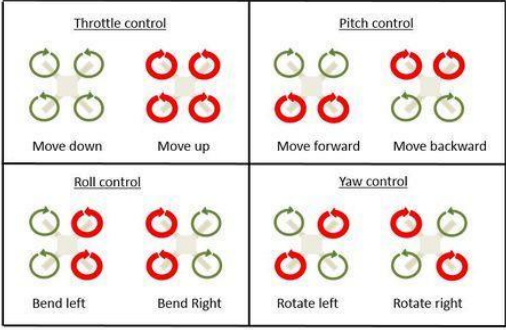 Throttle control
Move down
Move up
Pitch control
Move forward
Move backward
Roll control
Bend left
Bend Right
Yaw control
Rotate left
Rotate right